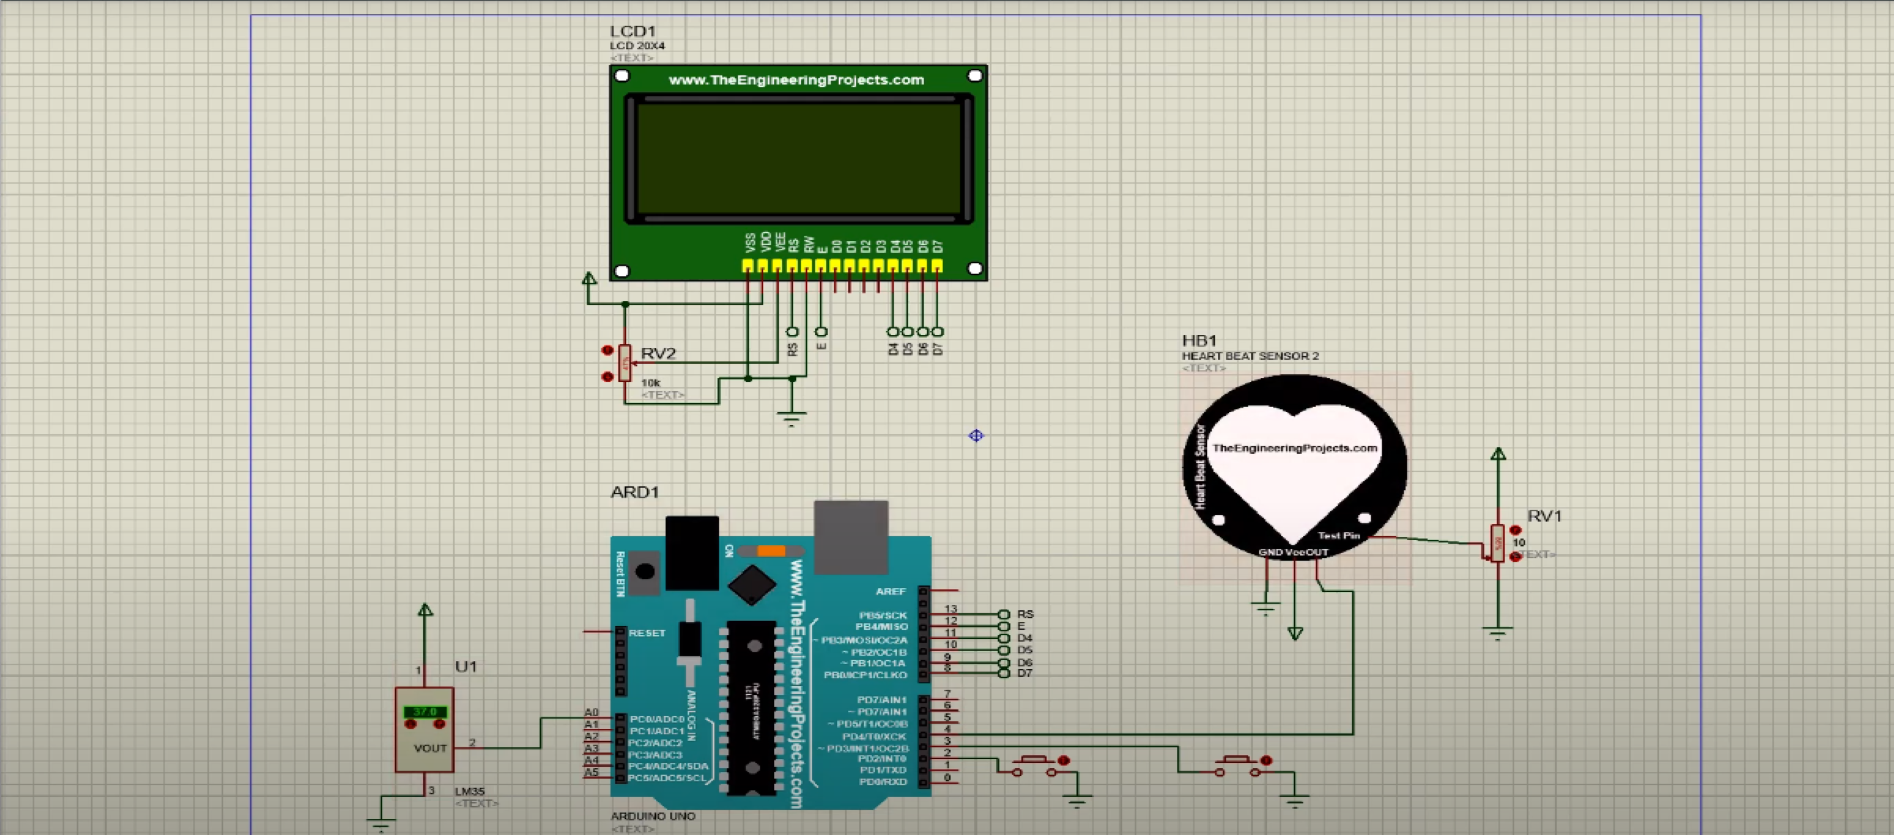 LCD1
LCD 20X4
<TEXT>
www.TheEngineeringProjects.com
VSS
VDD
VEE
RS
RW
E
D0
D1
D2
D3
D4
D5
D6
D7
RS
E
D4
D5
D6
D7
RV2
10k
<TEXT>
HB1
HEART BEAT SENSOR 2
<TEXT>
Heart Beat Sensor
TheEngineeringProjects.com
Test Pin
GND VccOUT
RV1
10
TEXT>
ARD1
Reset BTN
ON
www.TheEngineeringProjects.com
AREF
PB5/SCK 13 RS
PB4/MISO 12 E
~ PB3/MOSI/OC2A 11 D4
~ PB2/OC1B 10 D5
~ PB1/OC1A 9 D6
PB0/ICP1/CLKO 8 D7
RESET
ANALOG IN
1121
ATMEGA328P-PU
PD7/AIN1 7
~ PD7/AIN1 6
~ PD5/T1/OC0B 5
PD4/T0/XCK 4
~ PD3/INT1/OC2B 3
PD2/INT0 2
PD1/TXD 1
PD0/RXD 0
A0 PC0/ADC0
A1 PC1/ADC1
A2 PC2/ADC2
A3 PC3/ADC3
A4 PC4/ADC4/SDA
A5 PC5/ADC5/SCL
ARDUINO UNO
<TEXT>
U1
1
37.0
VOUT
2
3
LM35
<TEXT>